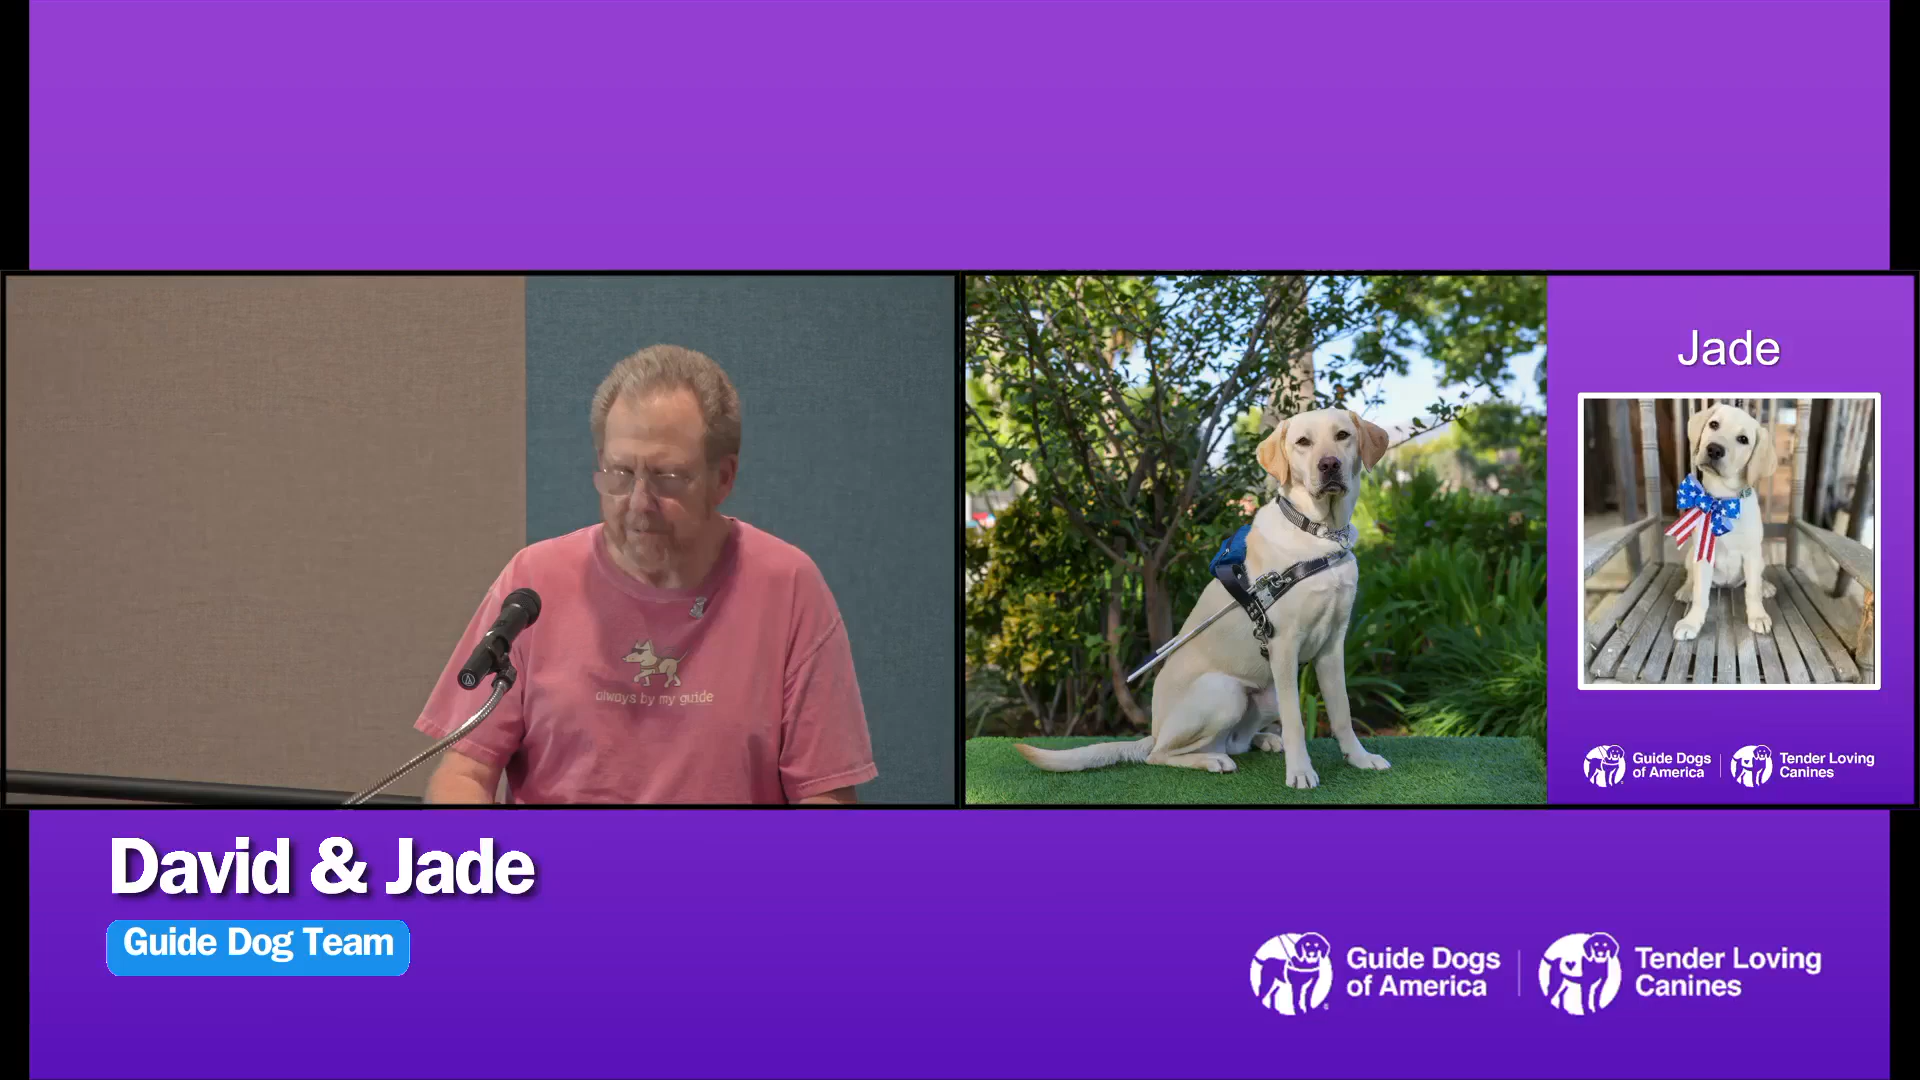 always by my guide
Jade
Guide Dogs
of America
Tender Loving
Canines
David & Jade
Guide Dog Team
Guide Dogs
of America
Tender Loving
Canines